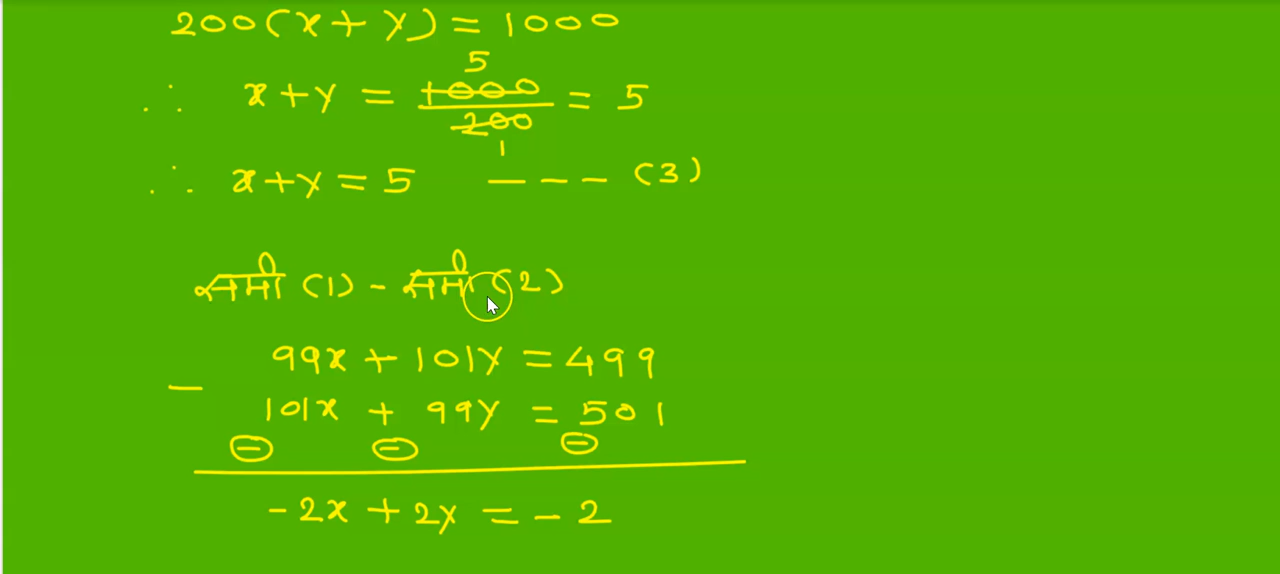 200(x + y) = 1000
5
∴ x + y = 1000/200 = 5
1
∴ x + y = 5 --- (3)
समी (1) - समी (2)
99x + 101y = 499
- 101x + 99y = 501
⊖ ⊖ ⊖
-2x + 2y = -2